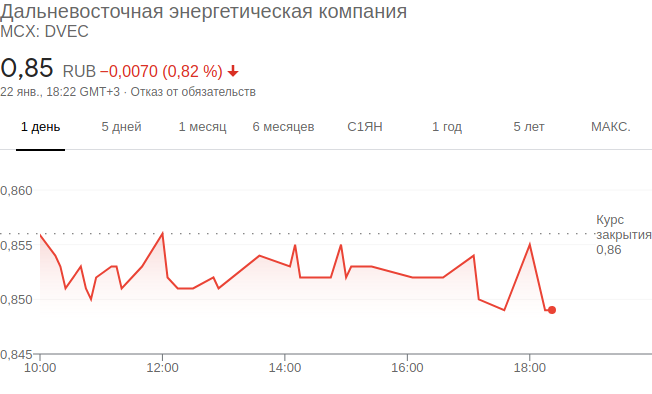 Дальневосточная энергетическая компания
MCX: DVEC
0,85 RUB −0,0070 (0,82 %)
22 янв., 18:22 GMT+3 · Отказ от обязательств
1 день 5 дней 1 месяц 6 месяцев С1ЯН 1 год 5 лет МАКС.
0,860
Курс
закрытия
0,86
0,855
0,850
0,845
10:00 12:00 14:00 16:00 18:00